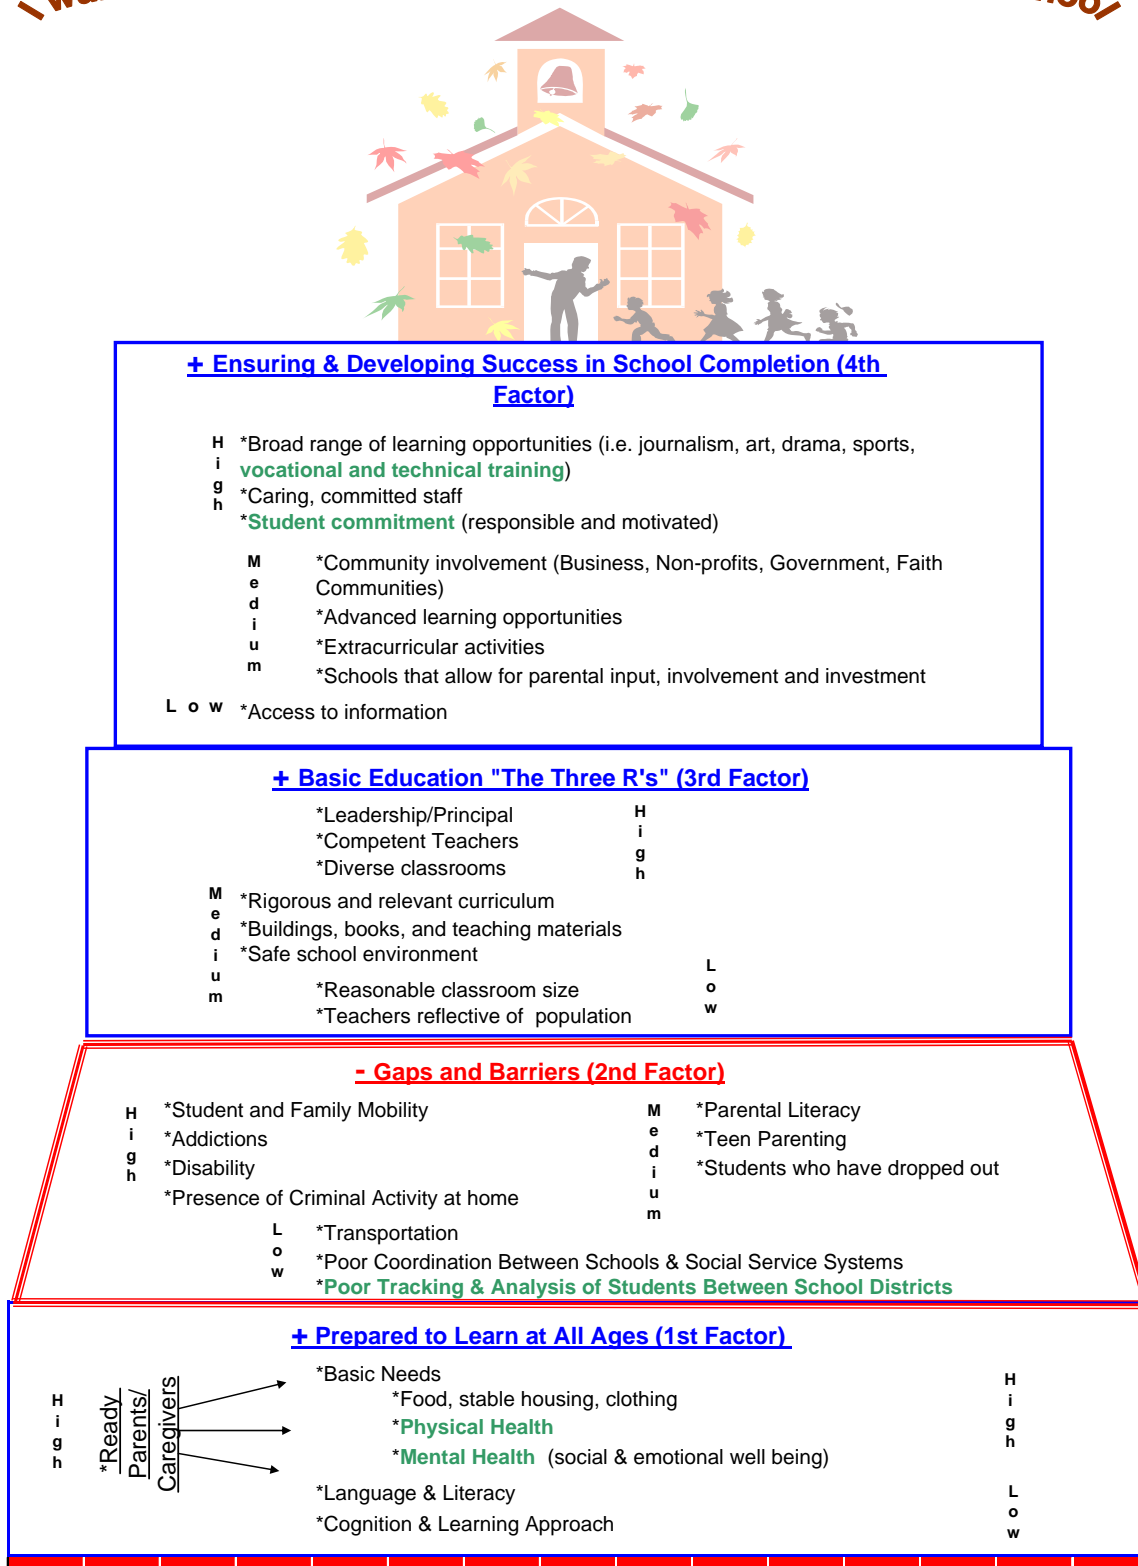 I
+ Ensuring & Developing Success in School Completion (4th
Factor)
High
*Broad range of learning opportunities (i.e. journalism, art, drama, sports,
vocational and technical training)
*Caring, committed staff
*Student commitment (responsible and motivated)
Medium
*Community involvement (Business, Non-profits, Government, Faith
Communities)
*Advanced learning opportunities
*Extracurricular activities
*Schools that allow for parental input, involvement and investment
Low
*Access to information
+ Basic Education "The Three R's" (3rd Factor)
*Leadership/Principal
*Competent Teachers
*Diverse classrooms
High
Medium
*Rigorous and relevant curriculum
*Buildings, books, and teaching materials
*Safe school environment
*Reasonable classroom size
*Teachers reflective of population
Low
- Gaps and Barriers (2nd Factor)
High
*Student and Family Mobility
*Addictions
*Disability
*Presence of Criminal Activity at home
Medium
*Parental Literacy
*Teen Parenting
*Students who have dropped out
Low
*Transportation
*Poor Coordination Between Schools & Social Service Systems
*Poor Tracking & Analysis of Students Between School Districts
+ Prepared to Learn at All Ages (1st Factor)
High
*Ready
Parents/
Caregivers
*Basic Needs
*Food, stable housing, clothing
*Physical Health
*Mental Health (social & emotional well being)
High
*Language & Literacy
*Cognition & Learning Approach
Low